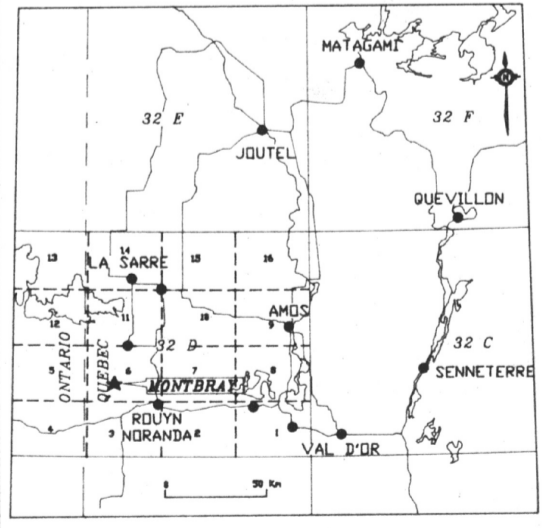 MATAGAMI
N
32 E
32 F
JOUTEL
QUEVILLON
13
14
15
16
LA SARRE
12
11
10
9
AMOS
ONTARIO
QUEBEC
32 D
32 C
5
6
7
8
SENNETERRE
MONTBRAY
ROUYN
NORANDA
4
3
2
1
VAL D'OR
0
50 Km